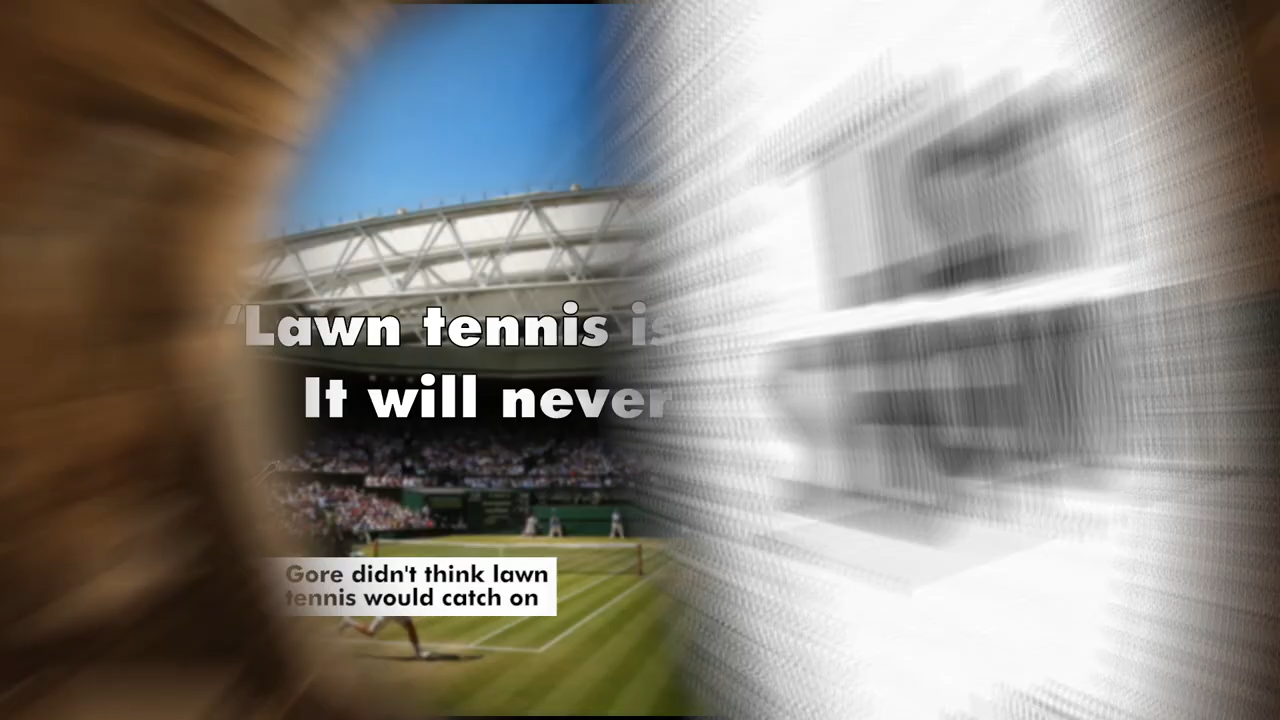 “Lawn tennis is
It will never
Gore didn't think lawn
tennis would catch on